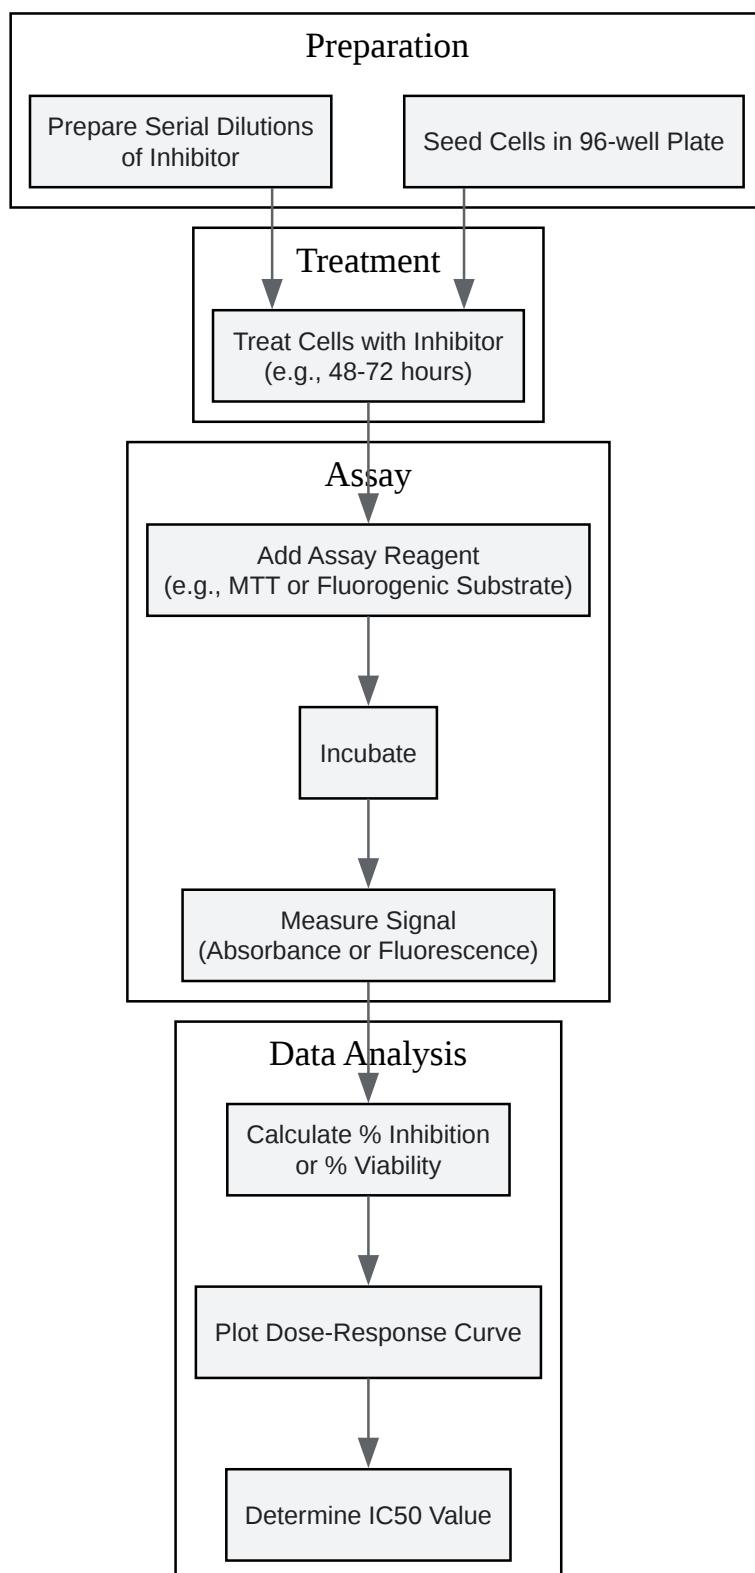 Preparation
Prepare Serial Dilutions
of Inhibitor
Seed Cells in 96-well Plate
Treatment
Treat Cells with Inhibitor
(e.g., 48-72 hours)
Assay
Add Assay Reagent
(e.g., MTT or Fluorogenic Substrate)
Incubate
Measure Signal
(Absorbance or Fluorescence)
Data Analysis
Calculate % Inhibition
or % Viability
Plot Dose-Response Curve
Determine IC50 Value